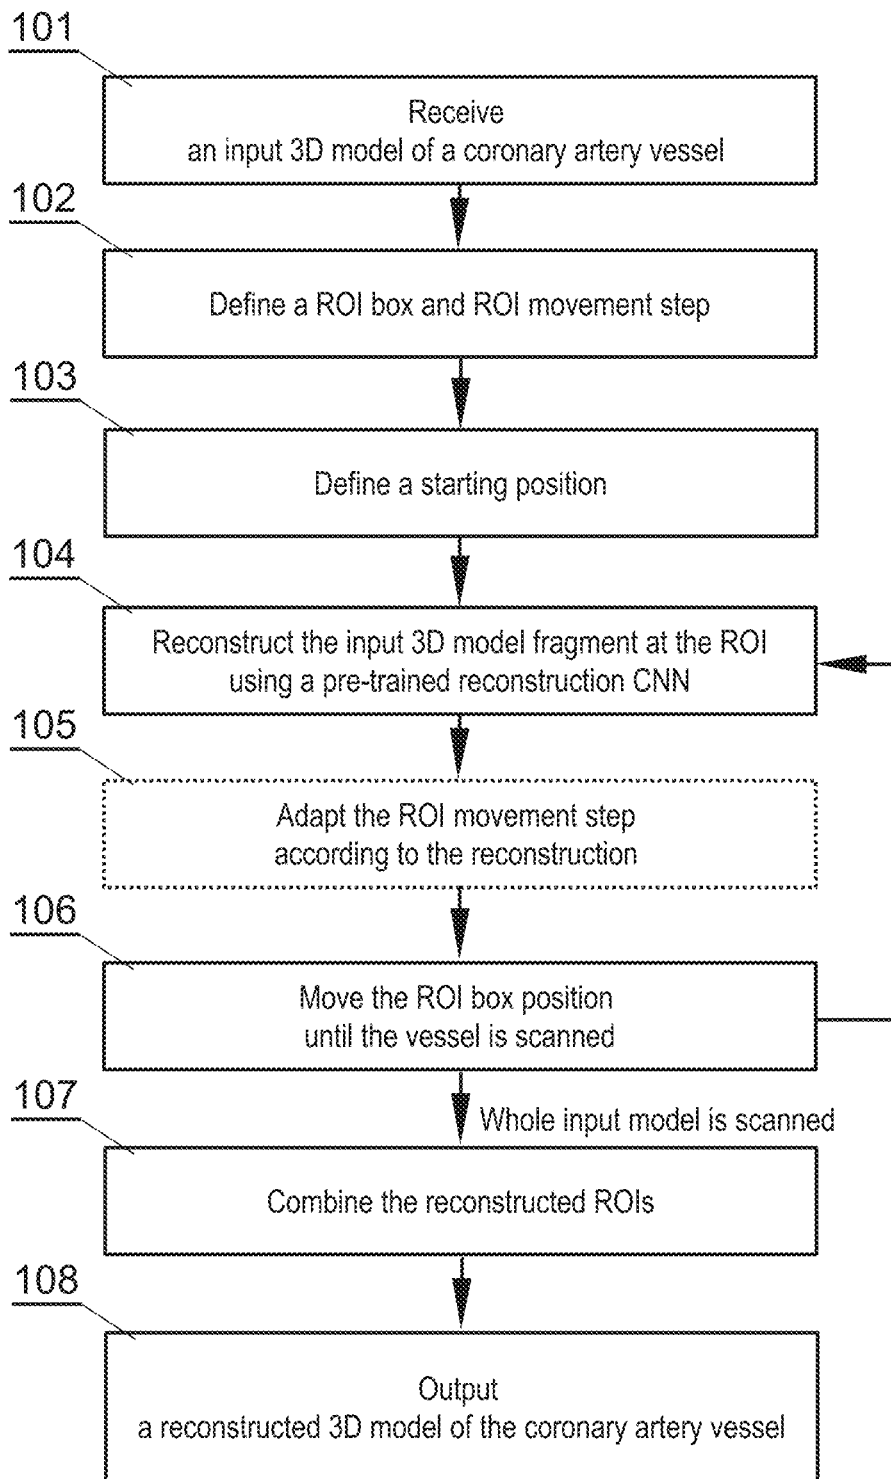 101
Receive
an input 3D model of a coronary artery vessel
102
Define a ROI box and ROI movement step
103
Define a starting position
104
Reconstruct the input 3D model fragment at the ROI
using a pre-trained reconstruction CNN
105
Adapt the ROI movement step
according to the reconstruction
106
Move the ROI box position
until the vessel is scanned
Whole input model is scanned
107
Combine the reconstructed ROIs
108
Output
a reconstructed 3D model of the coronary artery vessel